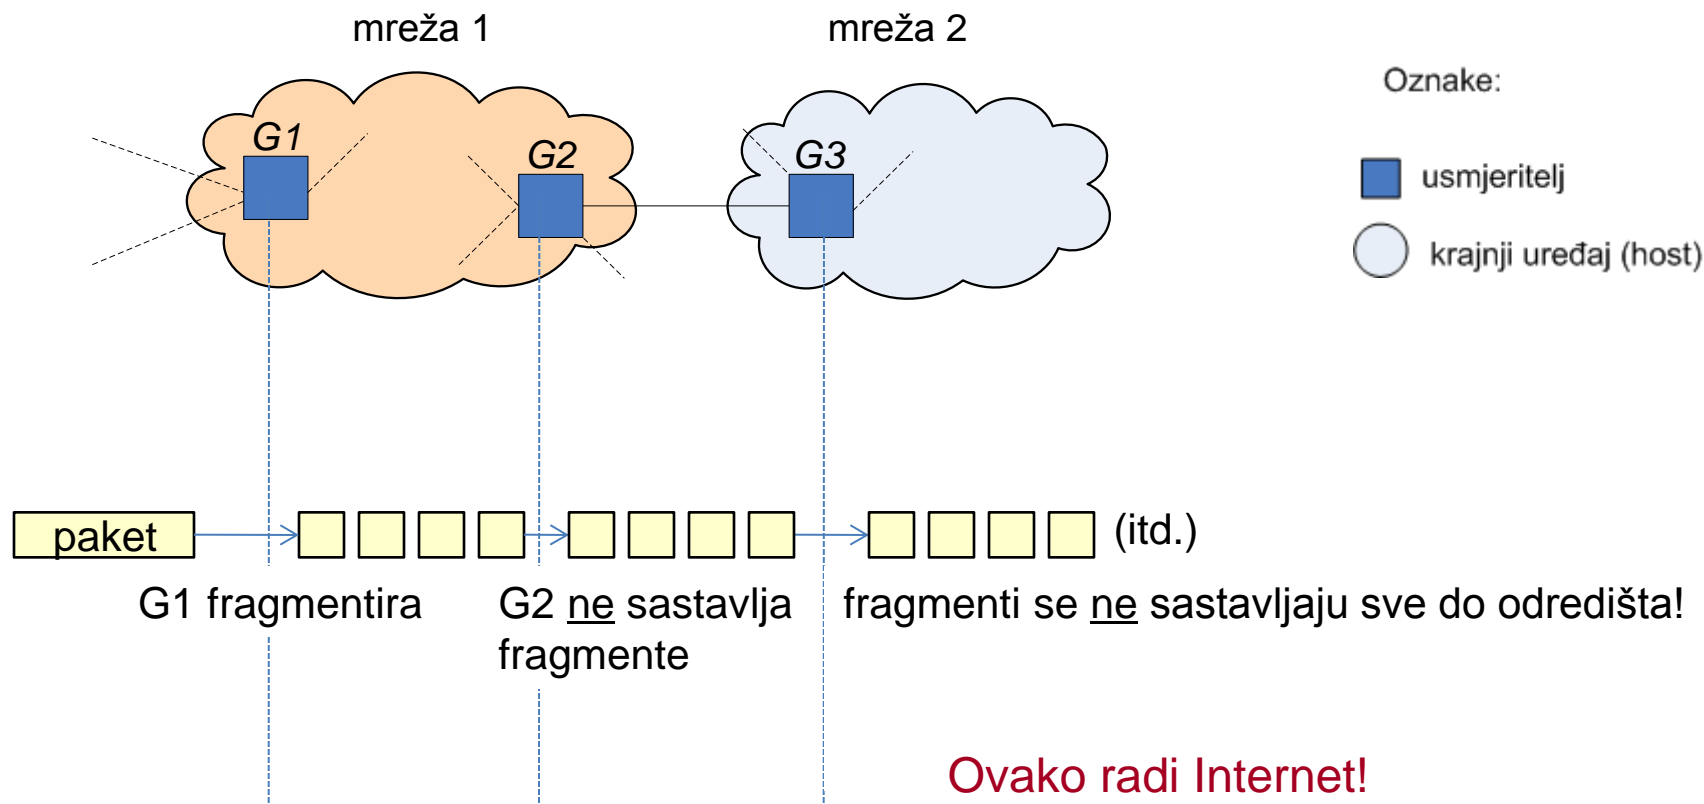 mreža 1
mreža 2
Oznake:
G1
G2
G3
usmjeritelj
krajnji uređaj (host)
paket
(itd.)
G1 fragmentira
G2 ne sastavlja
fragmente
fragmenti se ne sastavljaju sve do odredišta!
Ovako radi Internet!